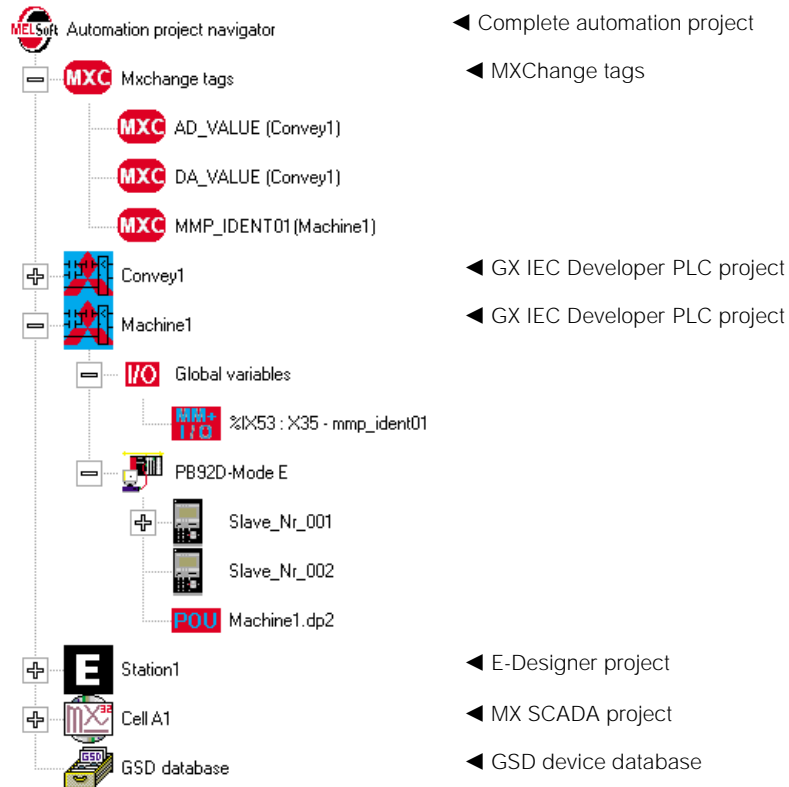 MELSoft Automation project navigator ◄ Complete automation project
MXC Mxchange tags ◄ MXChange tags
MXC AD_VALUE (Convey1)
MXC DA_VALUE (Convey1)
MXC MMP_IDENT01(Machine1)
Convey1 ◄ GX IEC Developer PLC project
Machine1 ◄ GX IEC Developer PLC project
I/O Global variables
MM+ I/O %IX53 : X35 - mmp_ident01
PB92D-Mode E
Slave_Nr_001
Slave_Nr_002
POU Machine1.dp2
E Station1 ◄ E-Designer project
mx32 Cell A1 ◄ MX SCADA project
GSD GSD database ◄ GSD device database